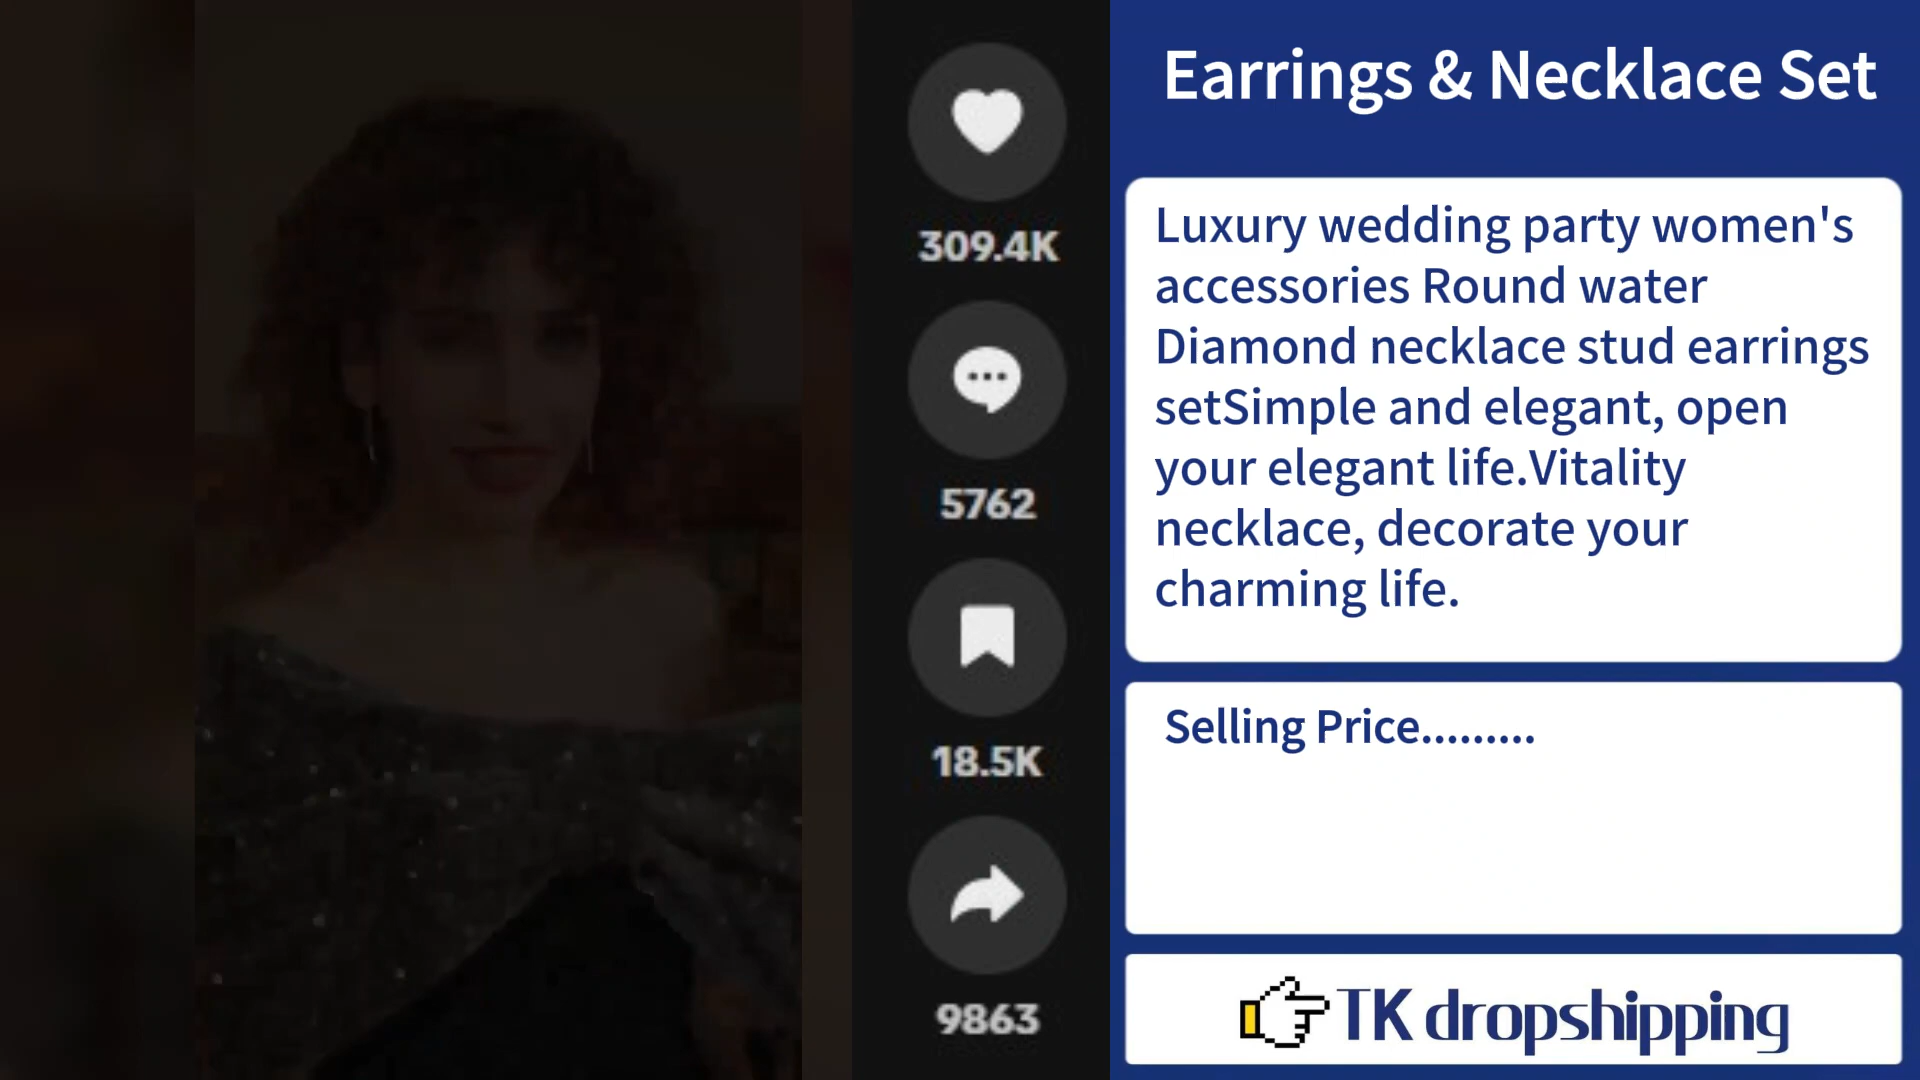 309.4K
5762
18.5K
9863
Earrings & Necklace Set
Luxury wedding party women's
accessories Round water
Diamond necklace stud earrings
setSimple and elegant, open
your elegant life.Vitality
necklace, decorate your
charming life.
Selling Price.........
TK dropshipping